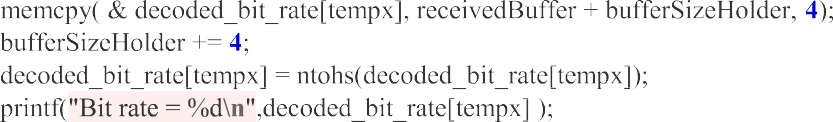 memcpy( & decoded_bit_rate[tempx], receivedBuffer + bufferSizeHolder, 4);
bufferSizeHolder += 4;
decoded_bit_rate[tempx] = ntohs(decoded_bit_rate[tempx]);
printf("Bit rate = %d\n",decoded_bit_rate[tempx] );